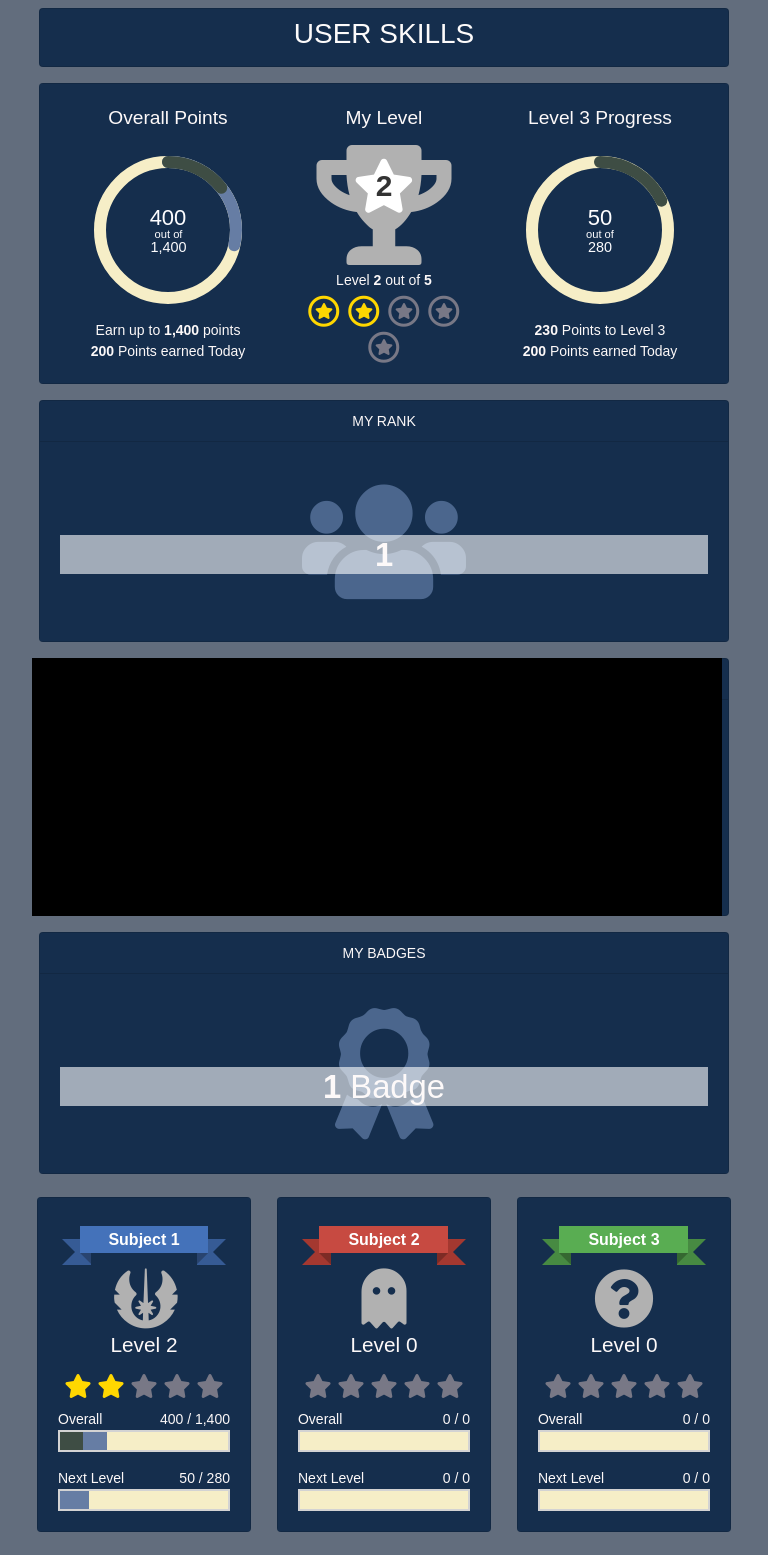 USER SKILLS
Overall Points
400
out of
1,400
Earn up to 1,400 points
200 Points earned Today
My Level
2
Level 2 out of 5
Level 3 Progress
50
out of
280
230 Points to Level 3
200 Points earned Today
MY RANK
1
MY BADGES
1 Badge
Subject 1
Level 2
Overall 400 / 1,400
Next Level 50 / 280
Subject 2
Level 0
Overall 0 / 0
Next Level 0 / 0
Subject 3
Level 0
Overall 0 / 0
Next Level 0 / 0